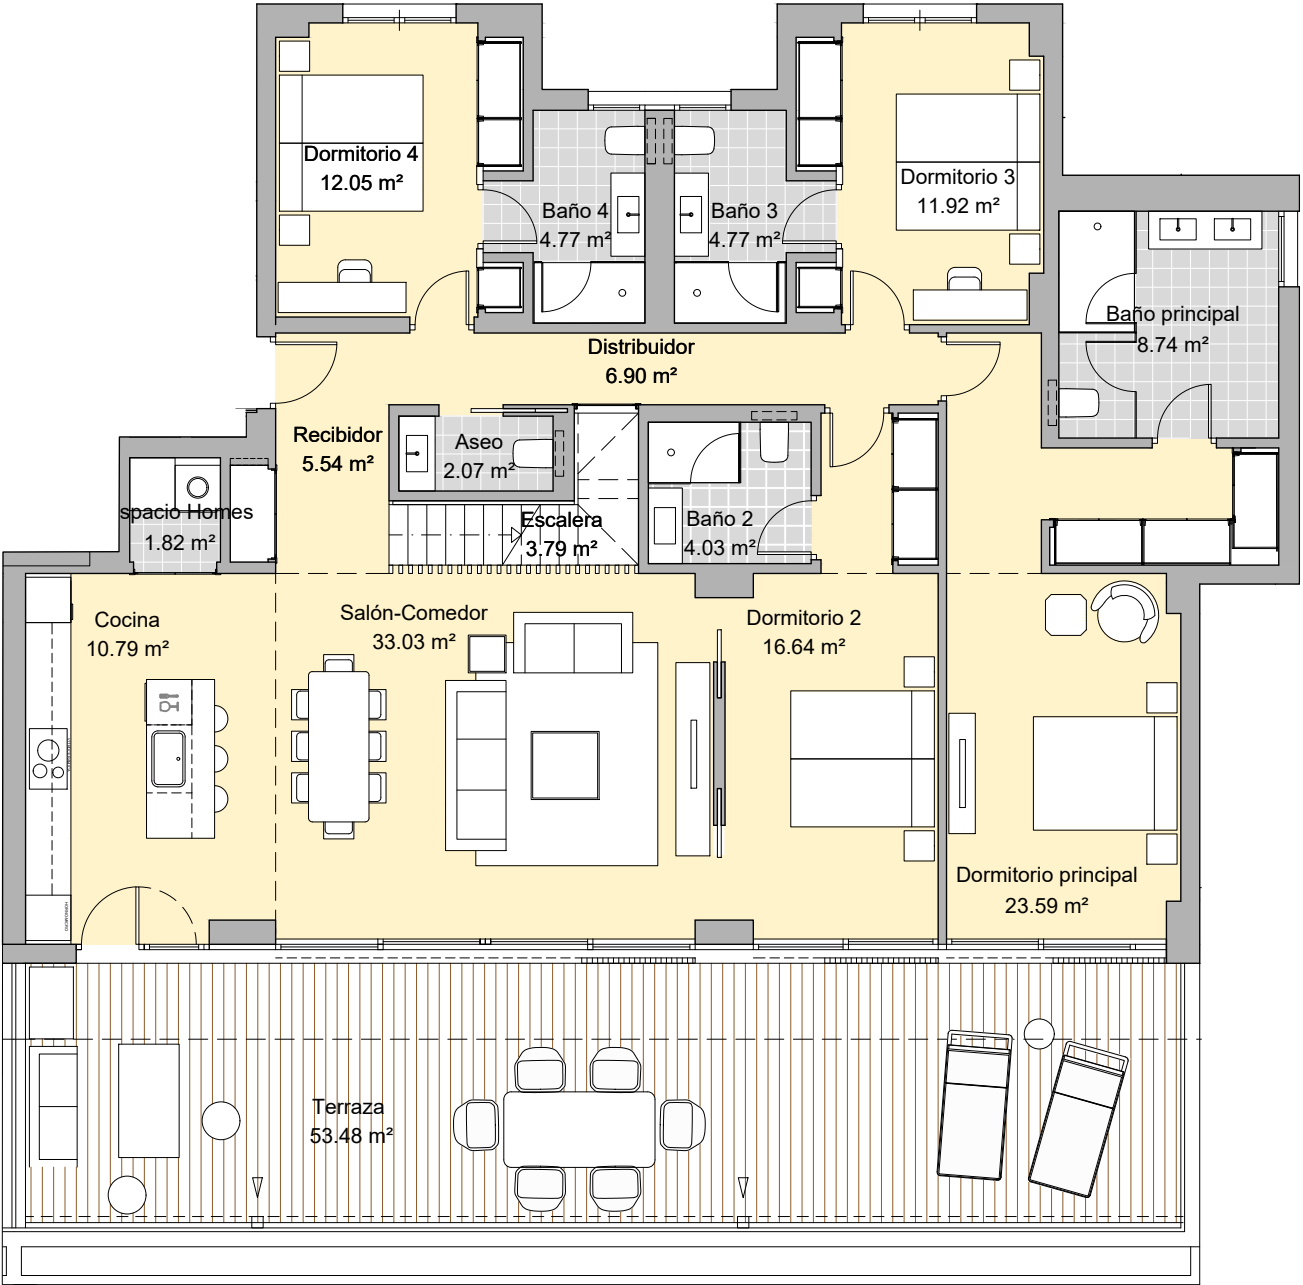 Dormitorio 4
12.05 m²
Dormitorio 3
11.92 m²
Baño 4
4.77 m²
Baño 3
4.77 m²
Baño principal
8.74 m²
Distribuidor
6.90 m²
Recibidor
5.54 m²
Aseo
2.07 m²
spacio Homes
1.82 m²
Escalera
3.79 m²
Baño 2
4.03 m²
Cocina
10.79 m²
Salón-Comedor
33.03 m²
Dormitorio 2
16.64 m²
Dormitorio principal
23.59 m²
Terraza
53.48 m²